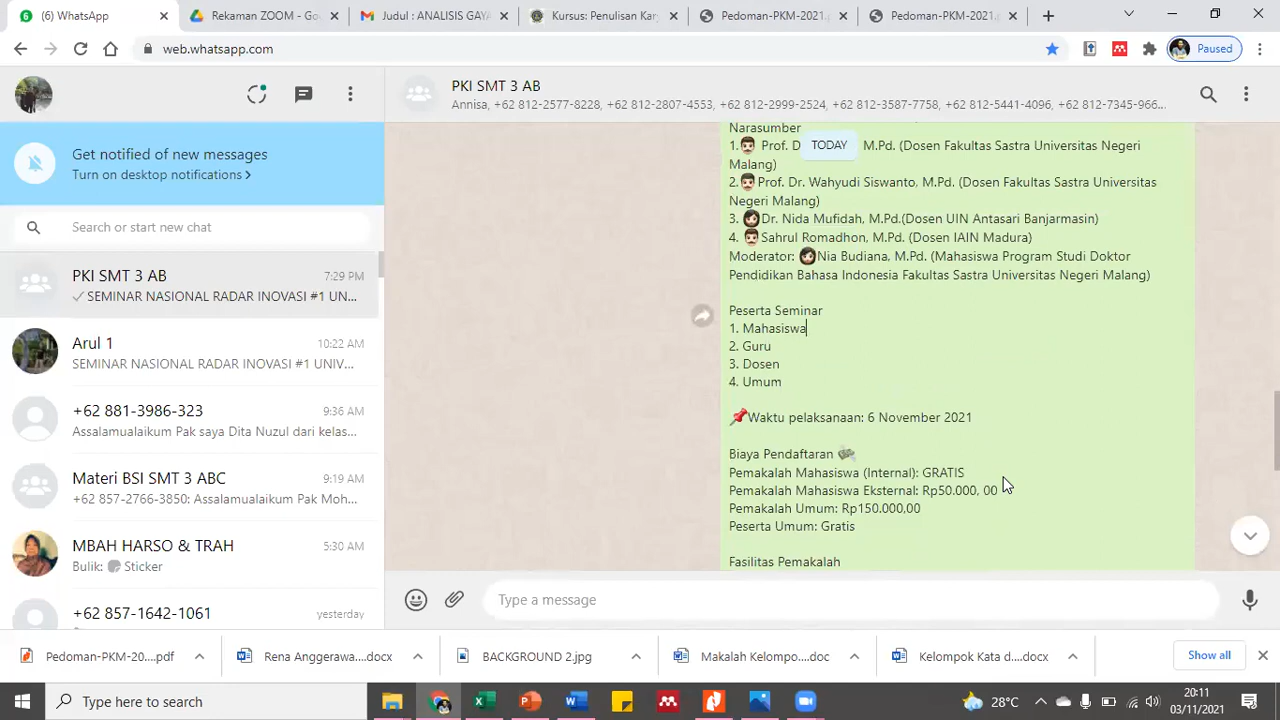 (6) WhatsApp
Rekaman ZOOM - Go
Judul : ANALISIS GAYA
Kursus: Penulisan Kar
Pedoman-PKM-2021.p
Pedoman-PKM-2021.p
web.whatsapp.com
Paused
PKI SMT 3 AB
Annisa, +62 812-2577-8228, +62 812-2807-4553, +62 812-2999-2524, +62 812-3587-7758, +62 812-5441-4096, +62 812-7345-966...
Get notified of new messages
Turn on desktop notifications >
Search or start new chat
PKI SMT 3 AB
7:29 PM
SEMINAR NASIONAL RADAR INOVASI #1 UN...
Arul 1
10:22 AM
SEMINAR NASIONAL RADAR INOVASI #1 UNIV...
+62 881-3986-323
9:36 AM
Assalamualaikum Pak saya Dita Nuzul dari kelas...
Materi BSI SMT 3 ABC
9:19 AM
+62 857-2766-3850: Assalamualaikum Pak Moh...
MBAH HARSO & TRAH
5:30 AM
Bulik: Sticker
+62 857-1642-1061
yesterday
TODAY
Narasumber
1. Prof. D M.Pd. (Dosen Fakultas Sastra Universitas Negeri
Malang)
2. Prof. Dr. Wahyudi Siswanto, M.Pd. (Dosen Fakultas Sastra Universitas
Negeri Malang)
3. Dr. Nida Mufidah, M.Pd.(Dosen UIN Antasari Banjarmasin)
4. Sahrul Romadhon, M.Pd. (Dosen IAIN Madura)
Moderator: Nia Budiana, M.Pd. (Mahasiswa Program Studi Doktor
Pendidikan Bahasa Indonesia Fakultas Sastra Universitas Negeri Malang)
Peserta Seminar
1. Mahasiswa
2. Guru
3. Dosen
4. Umum
Waktu pelaksanaan: 6 November 2021
Biaya Pendaftaran
Pemakalah Mahasiswa (Internal): GRATIS
Pemakalah Mahasiswa Eksternal: Rp50.000, 00
Pemakalah Umum: Rp150.000,00
Peserta Umum: Gratis
Fasilitas Pemakalah
Type a message
Pedoman-PKM-20....pdf
Rena Anggerawa....docx
BACKGROUND 2.jpg
Makalah Kelompo....doc
Kelompok Kata d....docx
Show all
Type here to search
28°C
20:11
03/11/2021